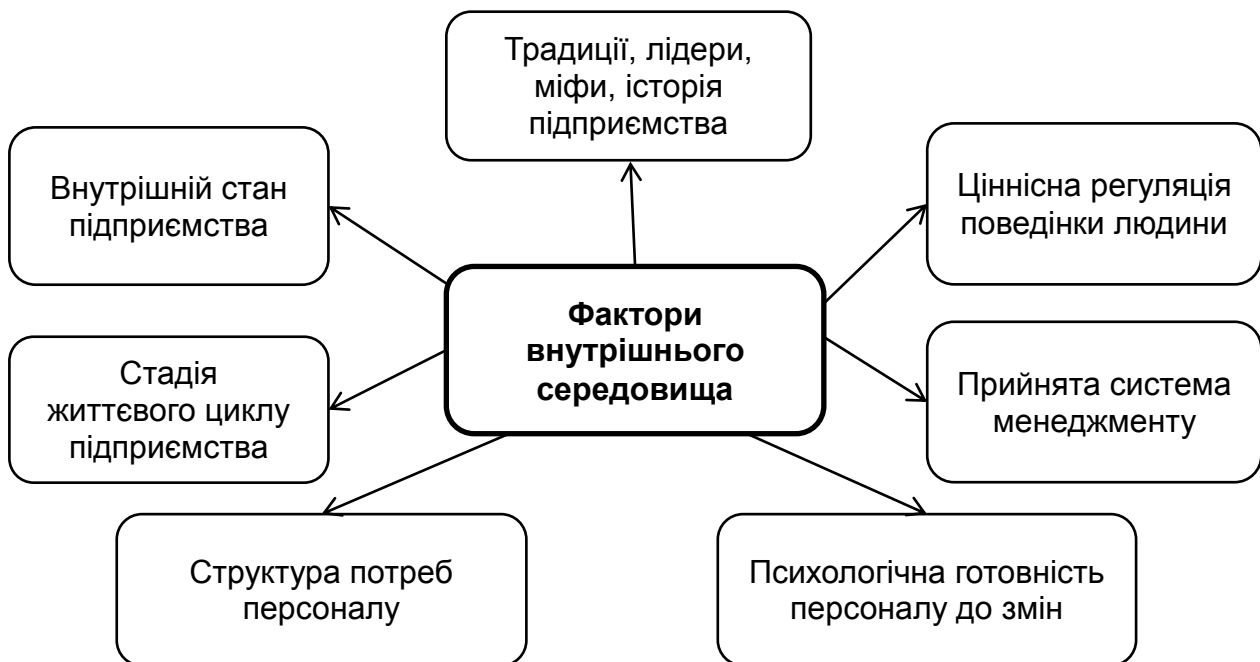 Традиції, лідери,
міфи, історія
підприємства
Внутрішній стан
підприємства
Ціннісна регуляція
поведінки людини
Фактори
внутрішнього
середовища
Стадія
життєвого циклу
підприємства
Прийнята система
менеджменту
Структура потреб
персоналу
Психологічна готовність
персоналу до змін